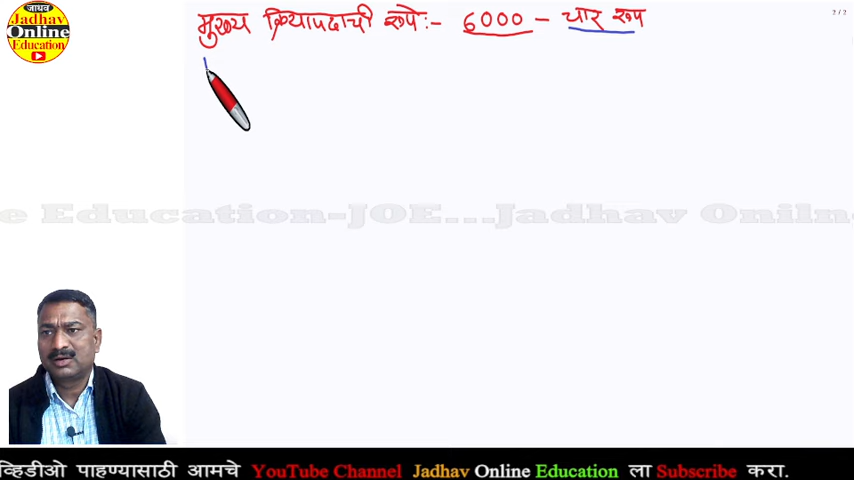 जाधव
Jadhav
Online
Education
मुख्य क्रियापदाची रूपे:- 6000 - चार रूप
2/2
e Education-JOE...Jadhav Oniln
व्हिडीओ पाहण्यासाठी आमचे YouTube Channel Jadhav Online Education ला Subscribe करा.